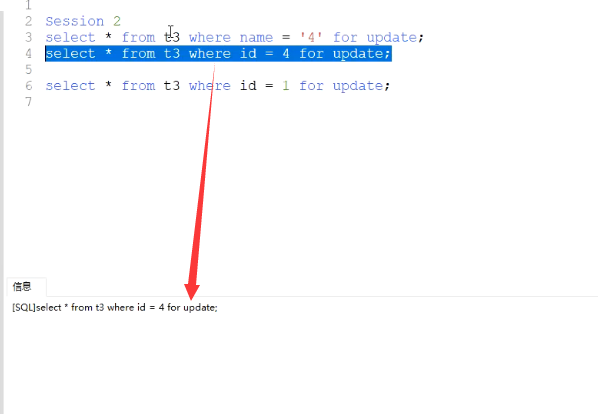 1
2 Session 2
3 select * from t3 where name = '4' for update;
4 select * from t3 where id = 4 for update;
5
6 select * from t3 where id = 1 for update;
7
信息
[SQL]select * from t3 where id = 4 for update;